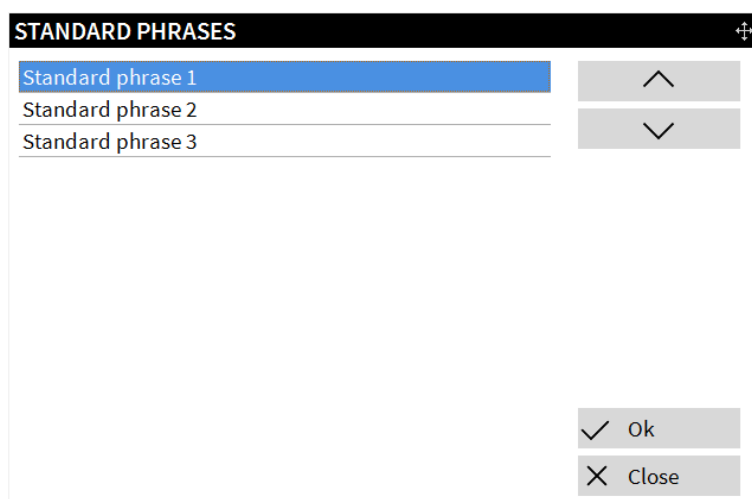 STANDARD PHRASES
Standard phrase 1
Standard phrase 2
Standard phrase 3
Ok
Close